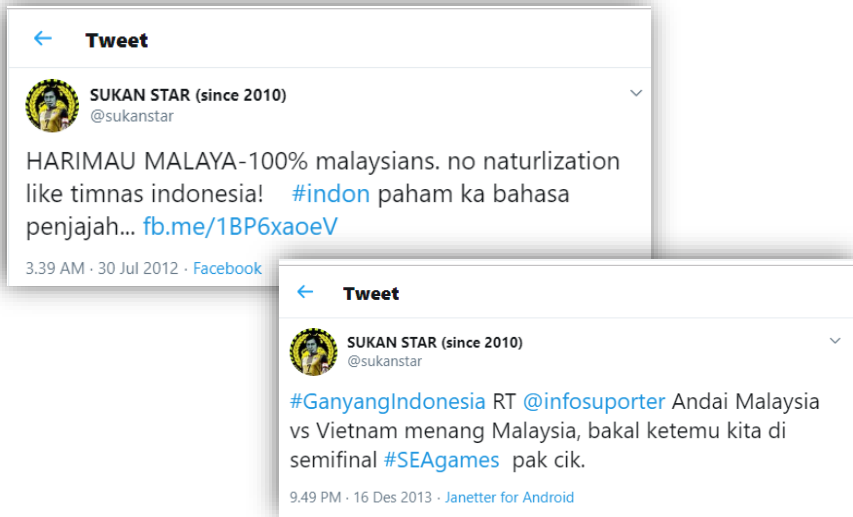 Tweet
SUKAN STAR (since 2010)
@sukanstar
HARIMAU MALAYA-100% malaysians. no naturlization
like timnas indonesia! #indon paham ka bahasa
penjajah... fb.me/1BP6xaoeV
3.39 AM · 30 Jul 2012 · Facebook
Tweet
SUKAN STAR (since 2010)
@sukanstar
#GanyangIndonesia RT @infosuporter Andai Malaysia
vs Vietnam menang Malaysia, bakal ketemu kita di
semifinal #SEAgames pak cik.
9.49 PM · 16 Des 2013 · Janetter for Android